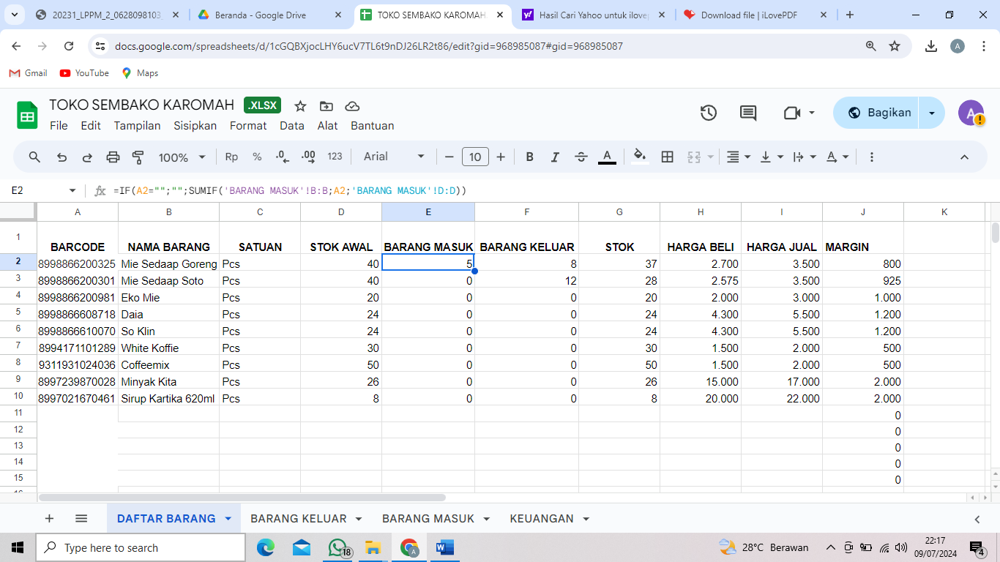 20231_LPPM_2_0628098103
Beranda - Google Drive
TOKO SEMBAKO KAROMAH
Hasil Cari Yahoo untuk ilove
Download file | iLovePDF
docs.google.com/spreadsheets/d/1cGQBXjocLHY6ucV7TL6t9nDJ26LR2t86/edit?gid=968985087#gid=968985087
A
Gmail
YouTube
Maps
TOKO SEMBAKO KAROMAH
.XLSX
File Edit Tampilan Sisipkan Format Data Alat Bantuan
Bagikan
A
100%
Rp % .0 .00 123
Arial
10
B I S A
E2
fx =IF(A2="";"";SUMIF('BARANG MASUK'!B:B;A2;'BARANG MASUK'!D:D))
A B C D E F G H I J K
1 BARCODE NAMA BARANG SATUAN STOK AWAL BARANG MASUK BARANG KELUAR STOK HARGA BELI HARGA JUAL MARGIN
2 8998866200325 Mie Sedaap Goreng Pcs 40 5 8 37 2.700 3.500 800
3 8998866200301 Mie Sedaap Soto Pcs 40 0 12 28 2.575 3.500 925
4 8998866200981 Eko Mie Pcs 20 0 0 20 2.000 3.000 1.000
5 8998866608718 Daia Pcs 24 0 0 24 4.300 5.500 1.200
6 8998866610070 So Klin Pcs 24 0 0 24 4.300 5.500 1.200
7 8994171101289 White Koffie Pcs 30 0 0 30 1.500 2.000 500
8 9311931024036 Coffeemix Pcs 50 0 0 50 1.500 2.000 500
9 8997239870028 Minyak Kita Pcs 26 0 0 26 15.000 17.000 2.000
10 8997021670461 Sirup Kartika 620ml Pcs 8 0 0 8 20.000 22.000 2.000
11 0
12 0
13 0
14 0
15 0
DAFTAR BARANG
BARANG KELUAR
BARANG MASUK
KEUANGAN
Type here to search
18
A
W
28°C Berawan
22:17
09/07/2024
4